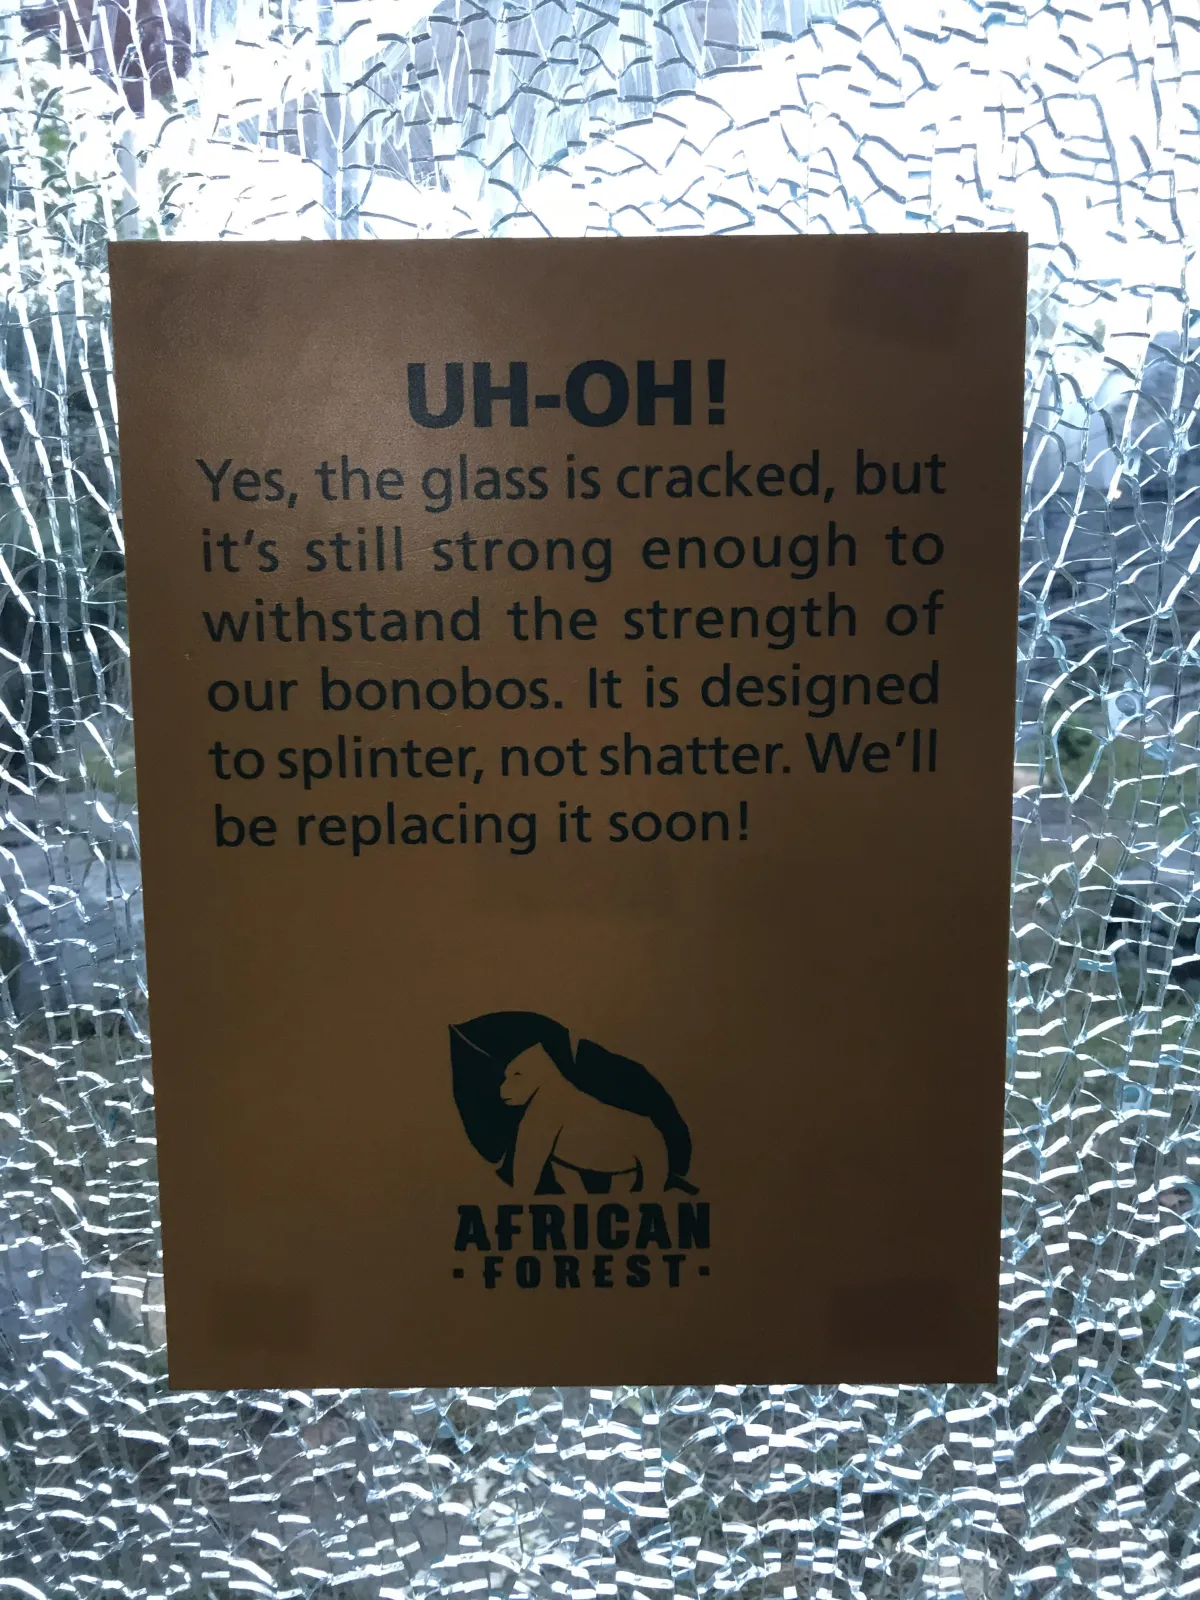 UH-OH!
Yes, the glass is cracked, but
it's still strong enough to
withstand the strength of
our bonobos. It is designed
to splinter, not shatter. We'll
be replacing it soon!
AFRICAN
· FOREST ·